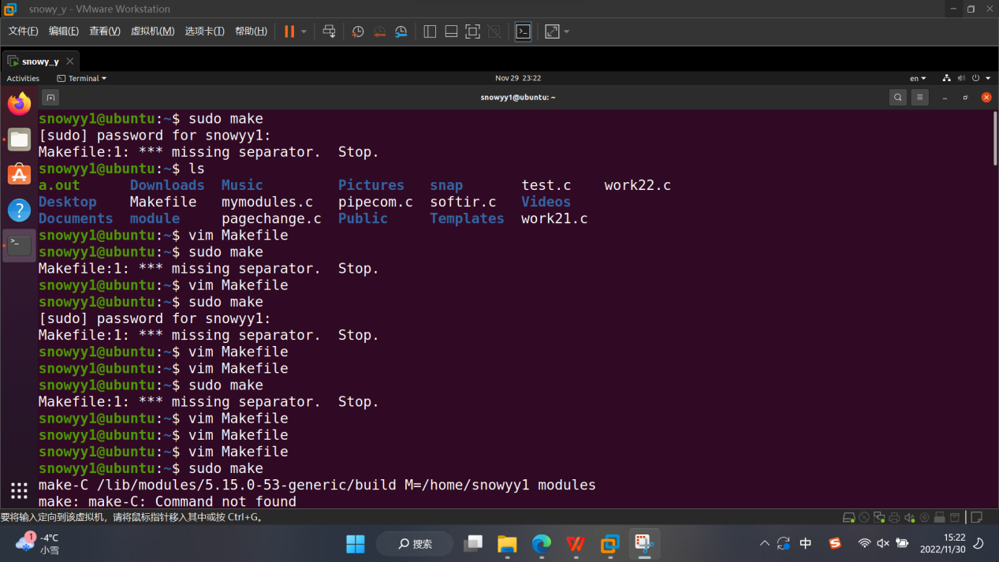 snowy_y - VMware Workstation
文件(F) 编辑(E) 查看(V) 虚拟机(M) 选项卡(T) 帮助(H)
snowy_y
Activities Terminal Nov 29 23:22 en
snowyy1@ubuntu: ~
snowyy1@ubuntu:~$ sudo make
[sudo] password for snowyy1:
Makefile:1: *** missing separator.  Stop.
snowyy1@ubuntu:~$ ls
a.out Downloads Music Pictures snap test.c work22.c
Desktop Makefile mymodules.c pipecom.c softir.c Videos
Documents module pagechange.c Public Templates work21.c
snowyy1@ubuntu:~$ vim Makefile
snowyy1@ubuntu:~$ sudo make
Makefile:1: *** missing separator.  Stop.
snowyy1@ubuntu:~$ vim Makefile
snowyy1@ubuntu:~$ sudo make
[sudo] password for snowyy1:
Makefile:1: *** missing separator.  Stop.
snowyy1@ubuntu:~$ vim Makefile
snowyy1@ubuntu:~$ vim Makefile
snowyy1@ubuntu:~$ sudo make
Makefile:1: *** missing separator.  Stop.
snowyy1@ubuntu:~$ vim Makefile
snowyy1@ubuntu:~$ vim Makefile
snowyy1@ubuntu:~$ vim Makefile
snowyy1@ubuntu:~$ sudo make
make-C /lib/modules/5.15.0-53-generic/build M=/home/snowyy1 modules
make: make-C: Command not found
要将输入定向到该虚拟机，请将鼠标指针移入其中或按 Ctrl+G。
1
-4°C
小雪
搜索
中
15:22
2022/11/30